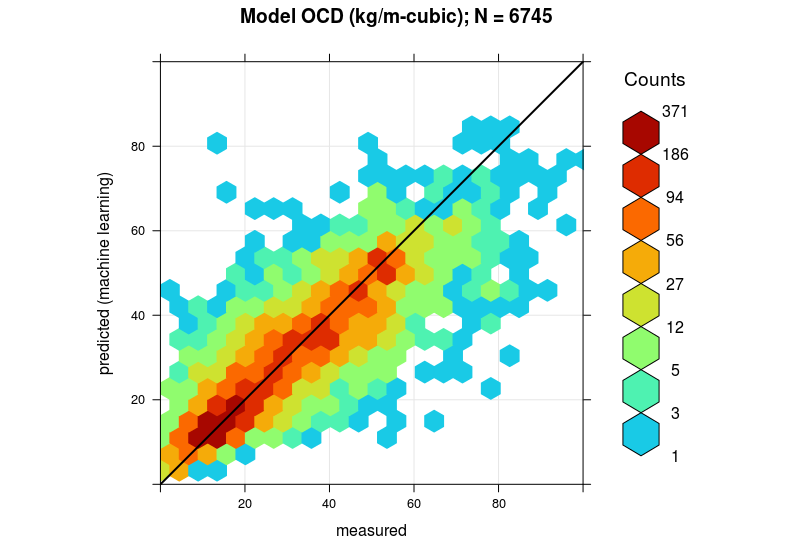 Model OCD (kg/m-cubic); N = 6745
Counts
371
186
94
56
27
12
5
3
1
predicted (machine learning)
80
60
40
20
20 40 60 80
measured